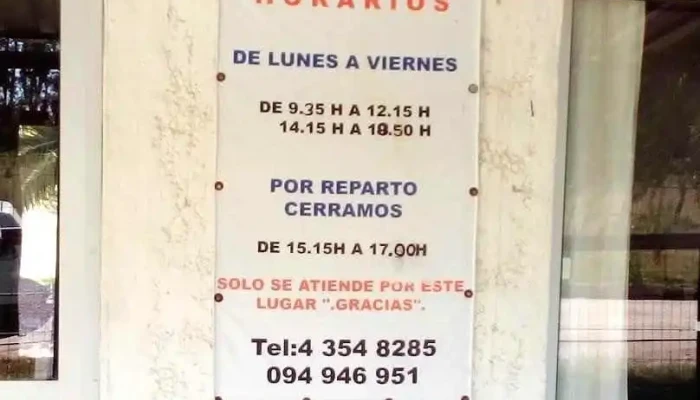 HORARIOS
DE LUNES A VIERNES
DE 9.35 H A 12.15 H
14.15 H A 18.50 H
POR REPARTO
CERRAMOS
DE 15.15H A 17.00H
SOLO SE ATIENDE POR ESTE
LUGAR ".GRACIAS".
Tel:4 354 8285
094 946 951